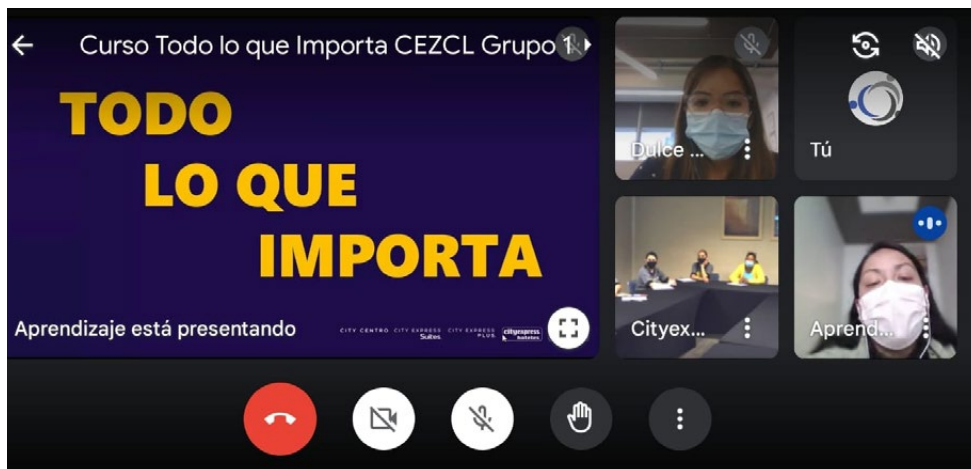 Curso Todo lo que Importa CEZCL Grupo 1
TODO
LO QUE
IMPORTA
Aprendizaje está presentando
CITY CENTRO CITY EXPRESS Suites CITY EXPRESS PLUS cityexpress hoteles
Dulce ...
Tú
Cityex...
Aprend...